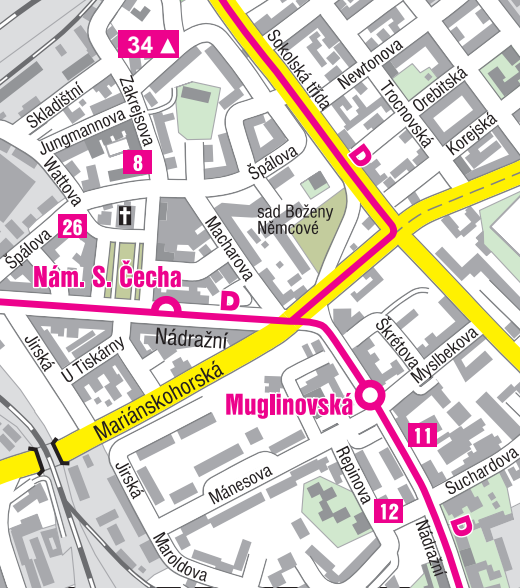 34 ▲
Sokolská třída
Newtonova
Skladištní
Zakrejsova
Trocnovská
Orebitská
Jungmannova
Korejská
8
Špálova
D
Wattova
26
Macharova
sad Boženy
Němcové
Špálova
Nám. S. Čecha
D
Nádražní
Škrétova
Jirská
U Tiskárny
Myslbekova
Mariánskohorská
Muglinovská
11
Jirská
Mánesova
Repinova
Suchardova
12
D
Nádražní
Maroldova